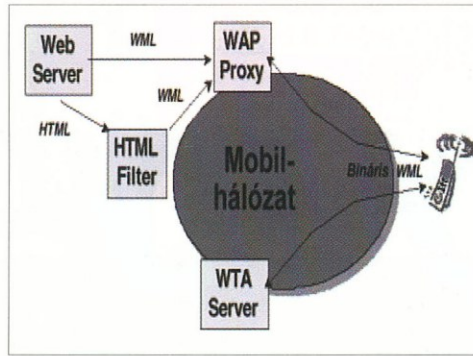 Web
Server
WML
WAP
Proxy
WML
HTML
HTML
Filter
Mobil-
hálózat
Bináris WML
WTA
Server